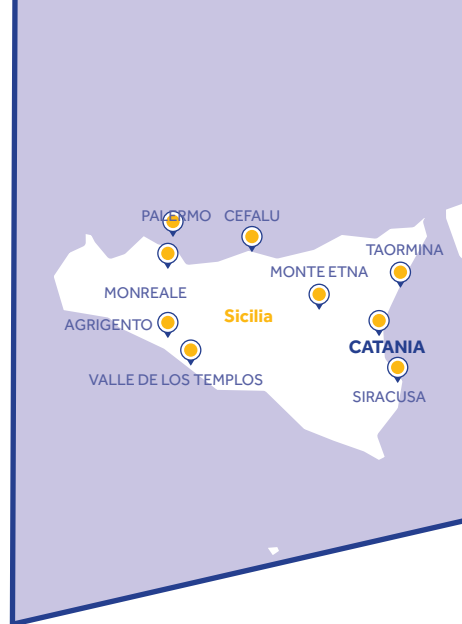 PALERMO
CEFALU
TAORMINA
MONTE ETNA
MONREALE
Sicilia
AGRIGENTO
CATANIA
VALLE DE LOS TEMPLOS
SIRACUSA